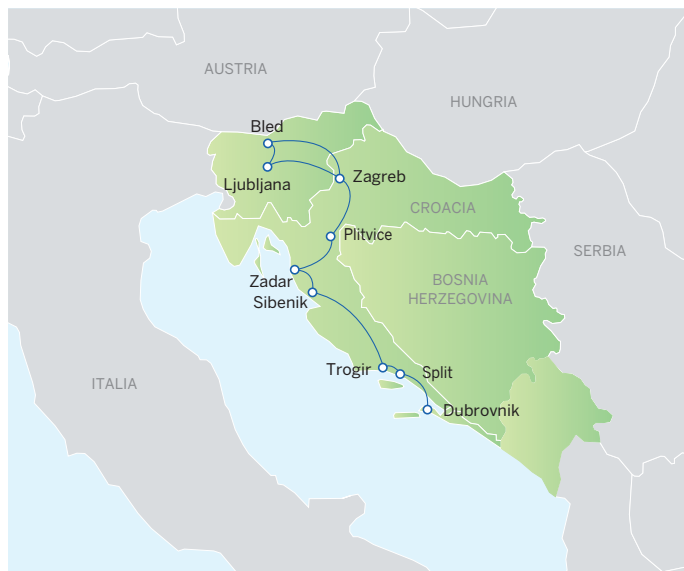 AUSTRIA
HUNGRIA
Bled
Ljubljana
Zagreb
CROACIA
Plitvice
SERBIA
Zadar
Sibenik
BOSNIA
HERZEGOVINA
ITALIA
Trogir
Split
Dubrovnik